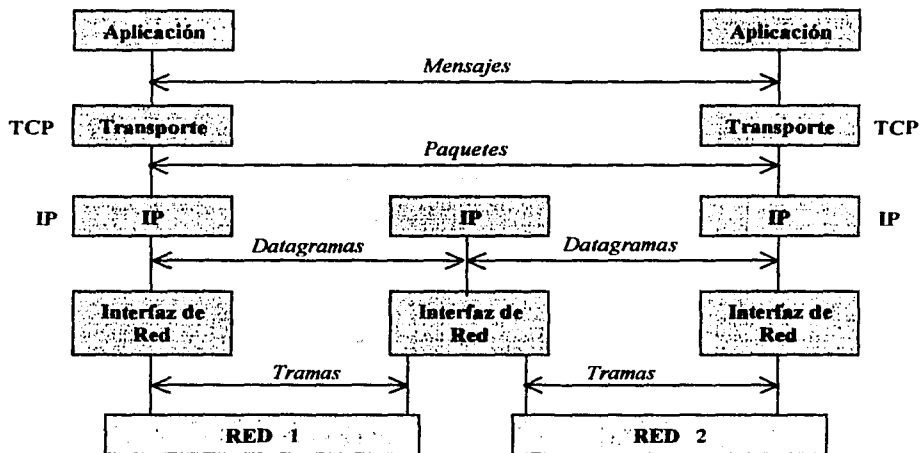 Aplicación Aplicación
Mensajes
TCP Transporte Transporte TCP
Paquetes
IP IP IP IP IP
Datagramas Datagramas
Interfaz de Interfaz de Interfaz de
Red Red Red
Tramas Tramas
RED 1 RED 2